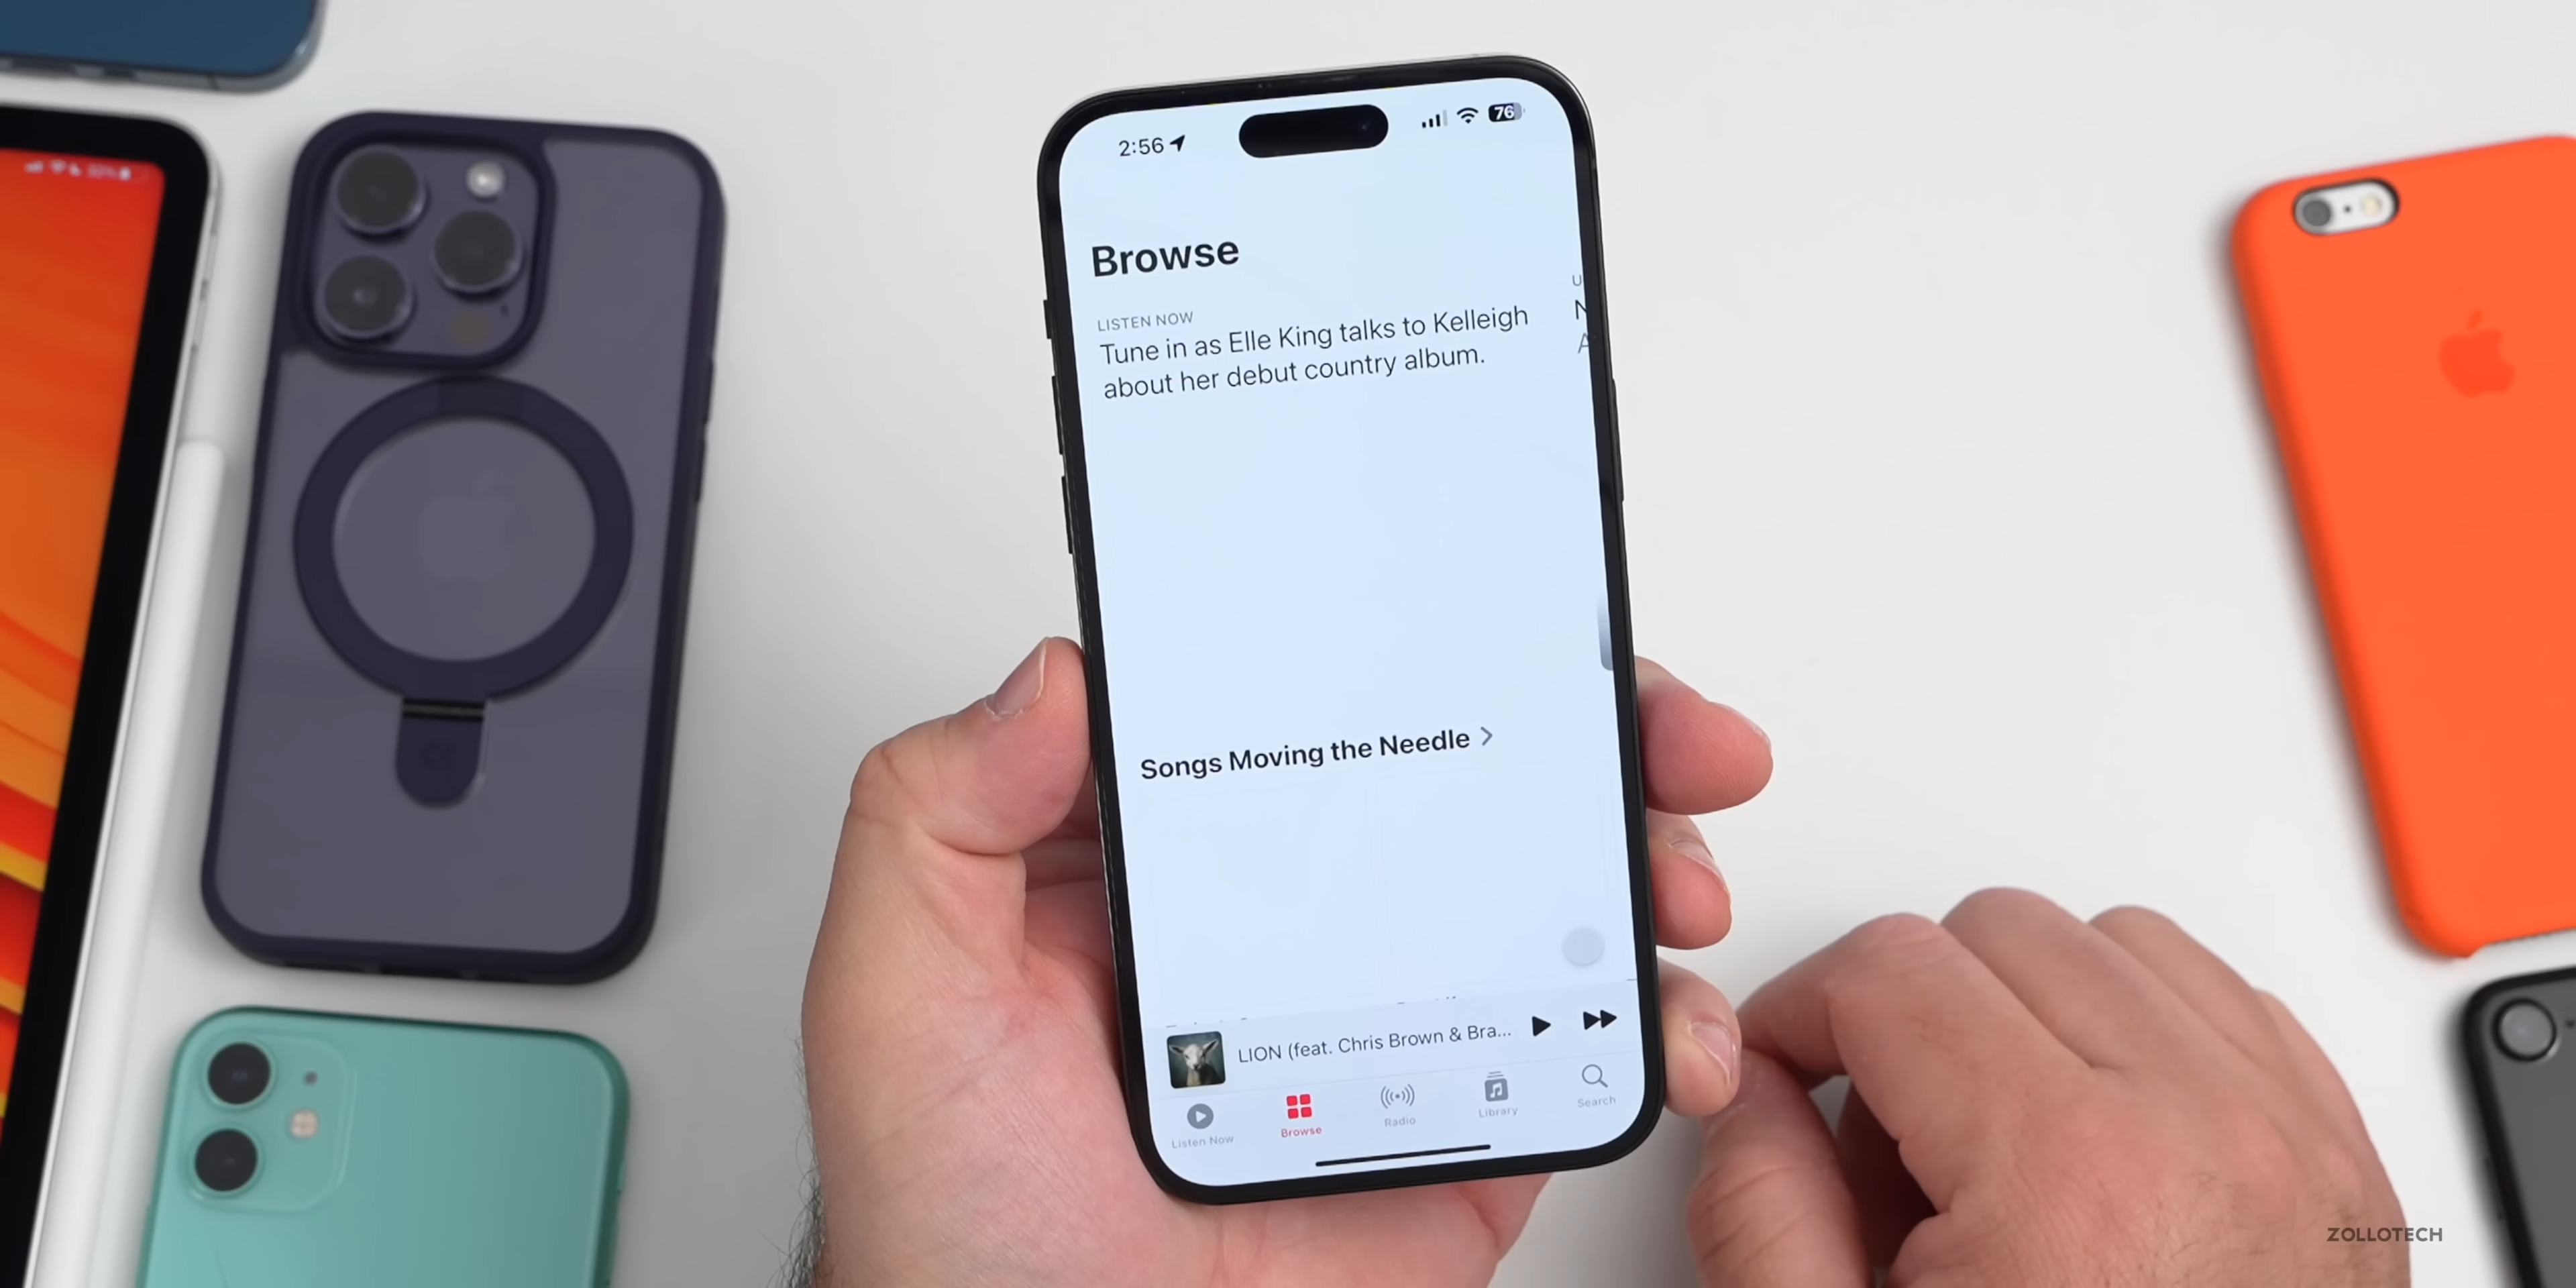 2:56
76
Browse
LISTEN NOW
Tune in as Elle King talks to Kelleigh
about her debut country album.
U
N
A
Songs Moving the Needle
LION (feat. Chris Brown & Bra...
Listen Now
Browse
Radio
Library
Search
ZOLLOTECH